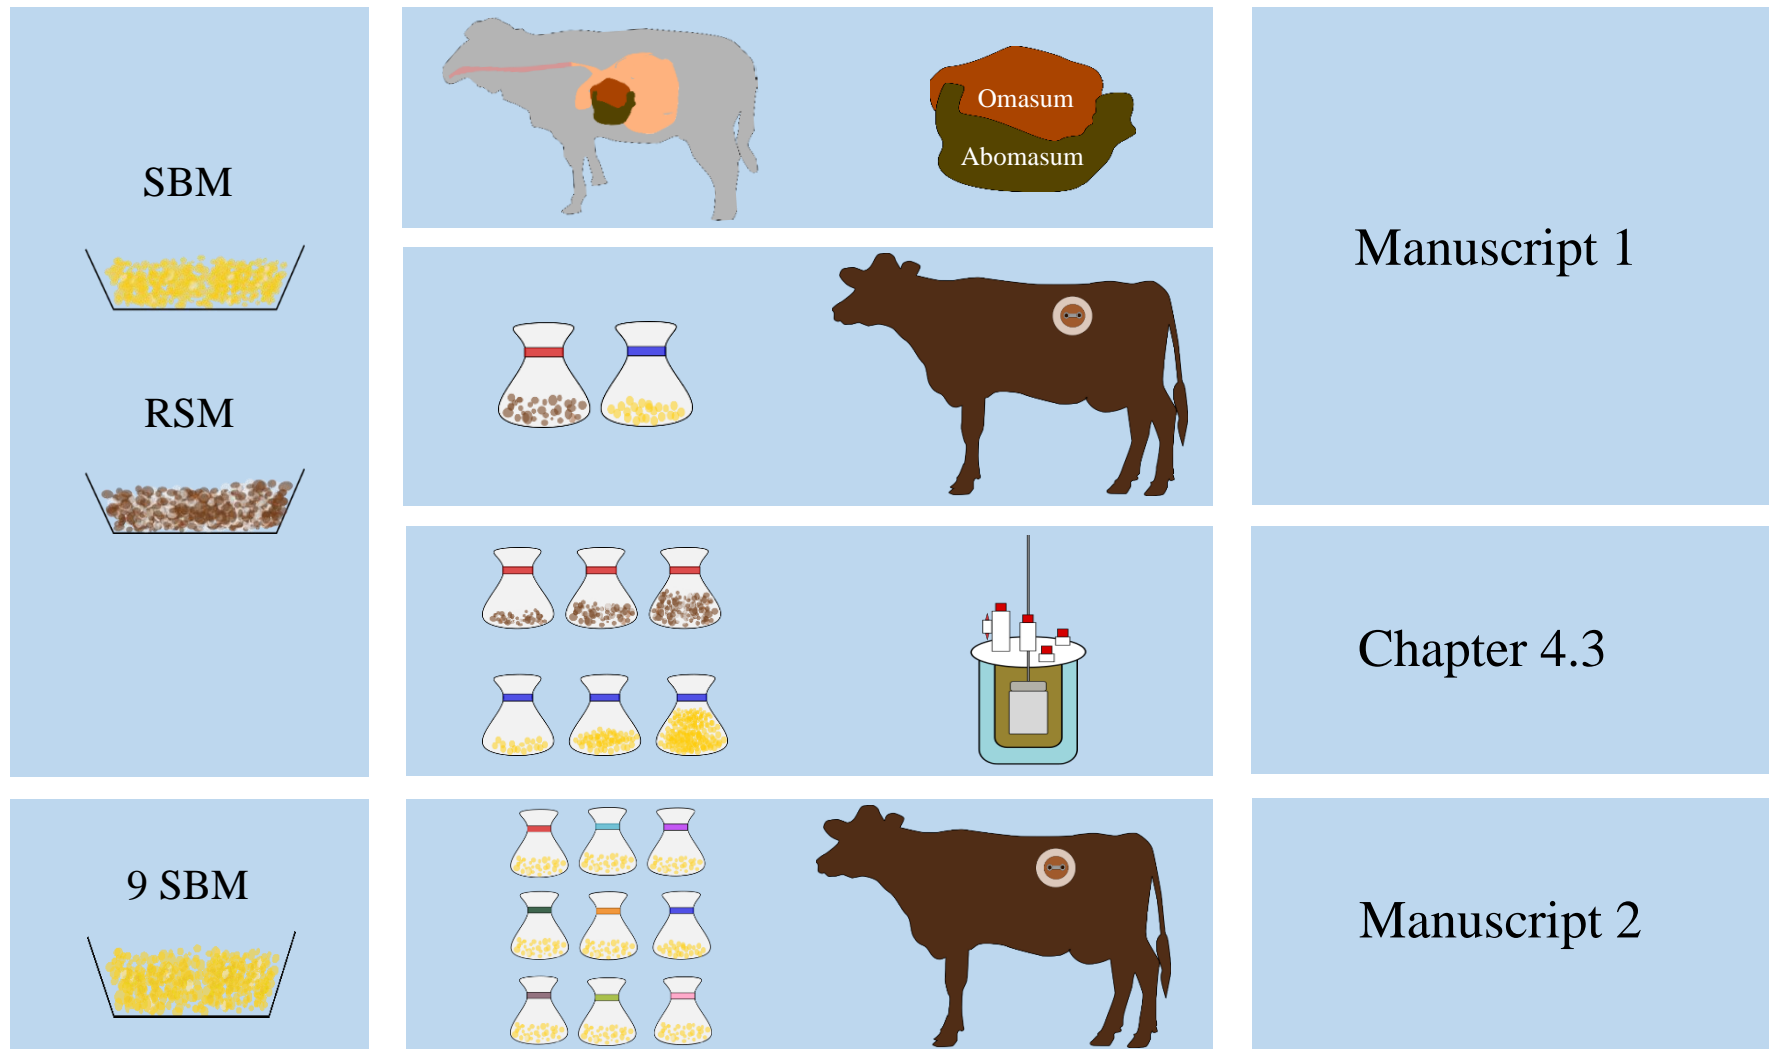 SBM
RSM
Omasum
Abomasum
Manuscript 1
Chapter 4.3
9 SBM
Manuscript 2